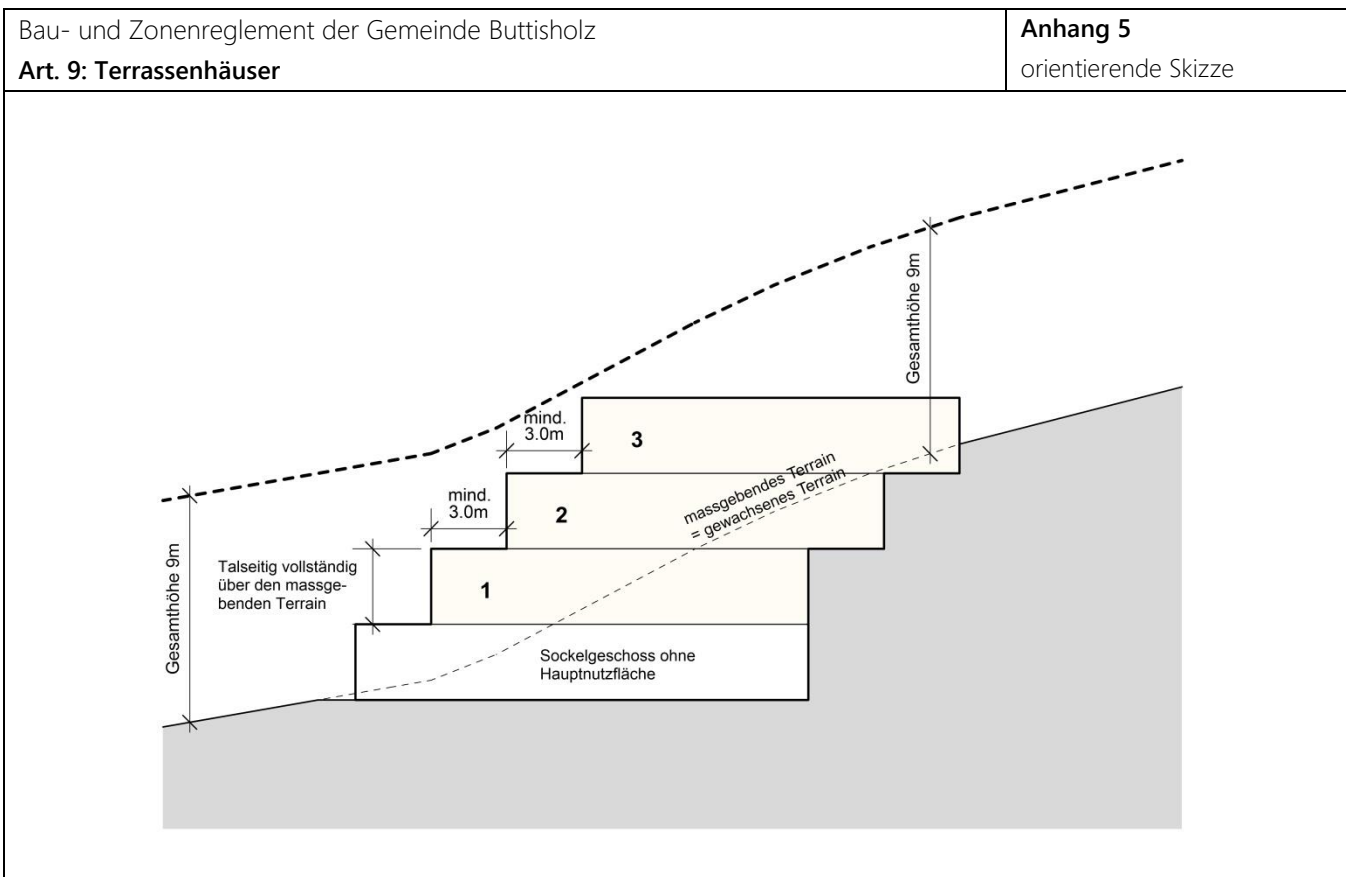 Bau- und Zonenreglement der Gemeinde Buttisholz
Art. 9: Terrassenhäuser
Anhang 5
orientierende Skizze
Gesamthöhe 9m
mind.
3.0m
3
massgebendes Terrain
= gewachsenes Terrain
mind.
3.0m
2
Talseitig vollständig
über den massge-
benden Terrain
1
Gesamthöhe 9m
Sockelgeschoss ohne
Hauptnutzfläche